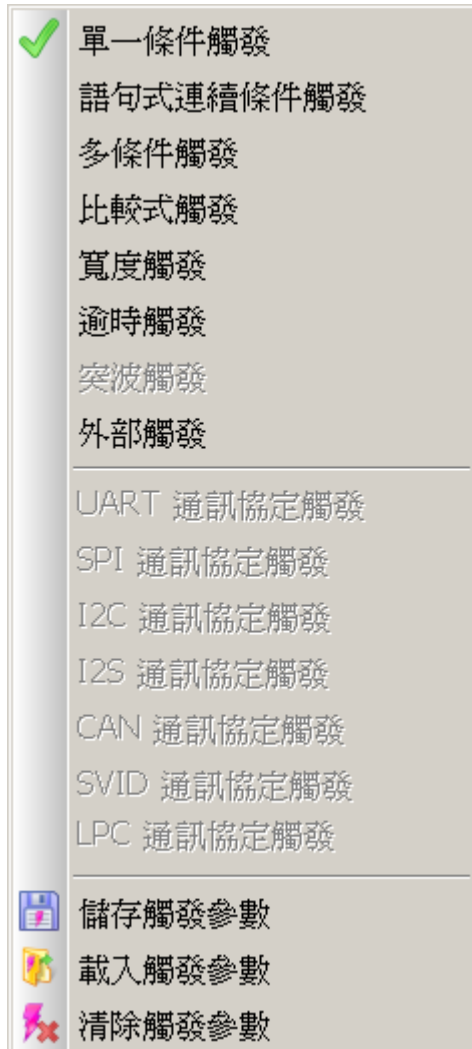 單一條件觸發
語句式連續條件觸發
多條件觸發
比較式觸發
寬度觸發
逾時觸發
突波觸發
外部觸發
UART 通訊協定觸發
SPI 通訊協定觸發
I2C 通訊協定觸發
I2S 通訊協定觸發
CAN 通訊協定觸發
SVID 通訊協定觸發
LPC 通訊協定觸發
儲存觸發參數
載入觸發參數
清除觸發參數